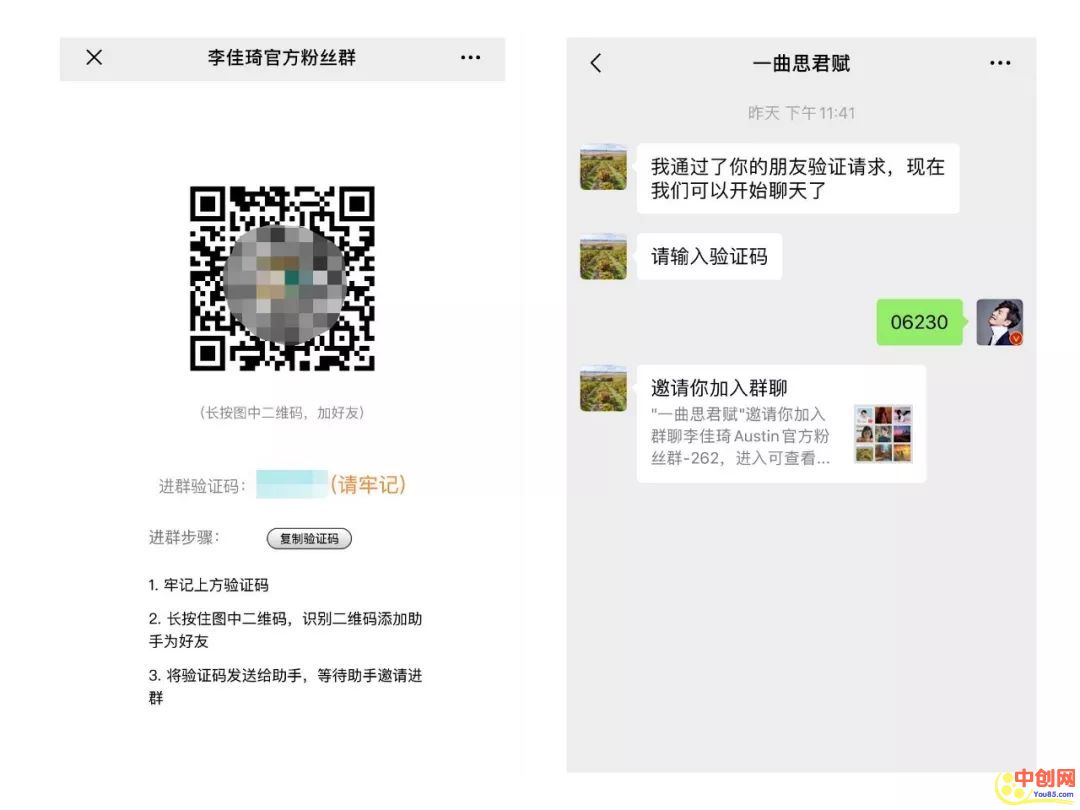 李佳琦官方粉丝群
(长按图中二维码，加好友)
进群验证码：
(请牢记)
进群步骤：
复制验证码
1. 牢记上方验证码
2. 长按住图中二维码，识别二维码添加助
手为好友
3. 将验证码发送给助手，等待助手邀请进
群
一曲思君赋
昨天 下午11:41
我通过了你的朋友验证请求，现在
我们可以开始聊天了
请输入验证码
06230
邀请你加入群聊
"一曲思君赋"邀请你加入
群聊李佳琦Austin官方粉
丝群-262，进入可查看...
中创网
You85.com